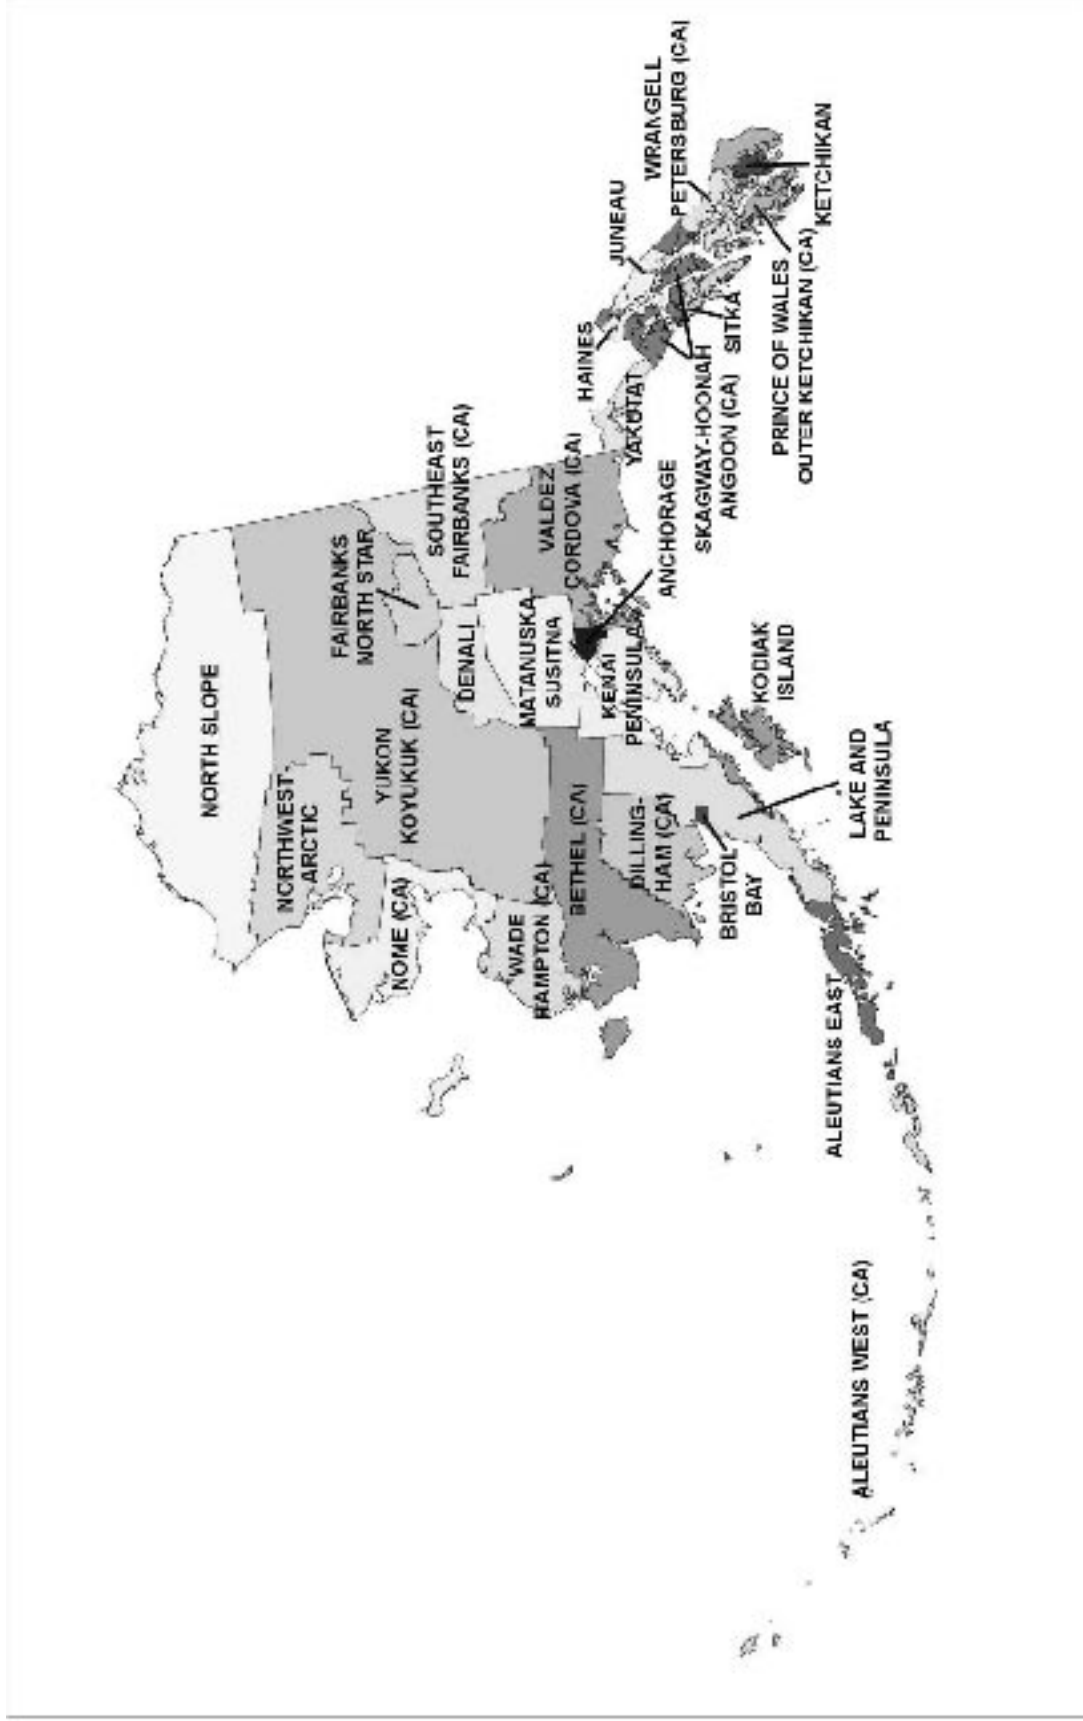 NORTH SLOPE
NORTHWEST
ARCTIC
YUKON
KOYUKUK (CA)
FAIRBANKS
NORTH STAR
NOME (CA)
SOUTHEAST
FAIRBANKS (CA)
DENALI
WADE
HAMPTON (CA)
MATANUSKA
SUSITNA
VALDEZ
CORDOVA (CA)
BETHEL (CA)
KENAI
PENINSULA
ANCHORAGE
DILLING-
HAM (CA)
BRISTOL
BAY
KODIAK
ISLAND
LAKE AND
PENINSULA
ALEUTIANS EAST
ALEUTIANS WEST (CA)
YAKUTAT
HAINES
JUNEAU
WRANGELL
PETERSBURG (CA)
SKAGWAY-HOONAH
ANGOON (CA)
SITKA
PRINCE OF WALES
OUTER KETCHIKAN (CA)
KETCHIKAN